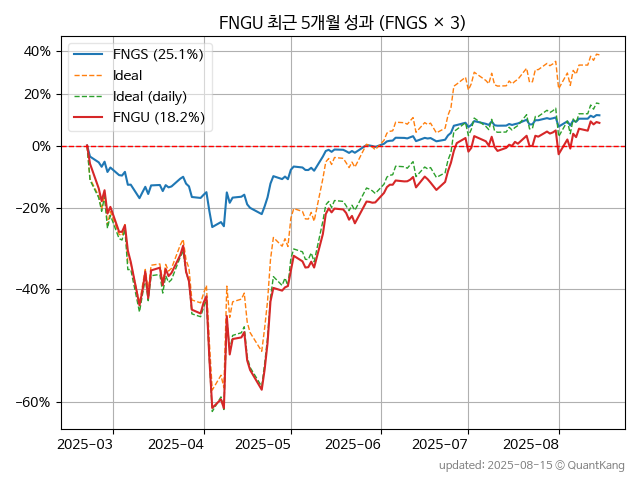 FNGU 최근 5개월 성과 (FNGS × 3)
FNGS (25.1%)
Ideal
Ideal (daily)
FNGU (18.2%)
40%
20%
0%
−20%
−40%
−60%
2025-03
2025-04
2025-05
2025-06
2025-07
2025-08
updated: 2025-08-15 © QuantKang